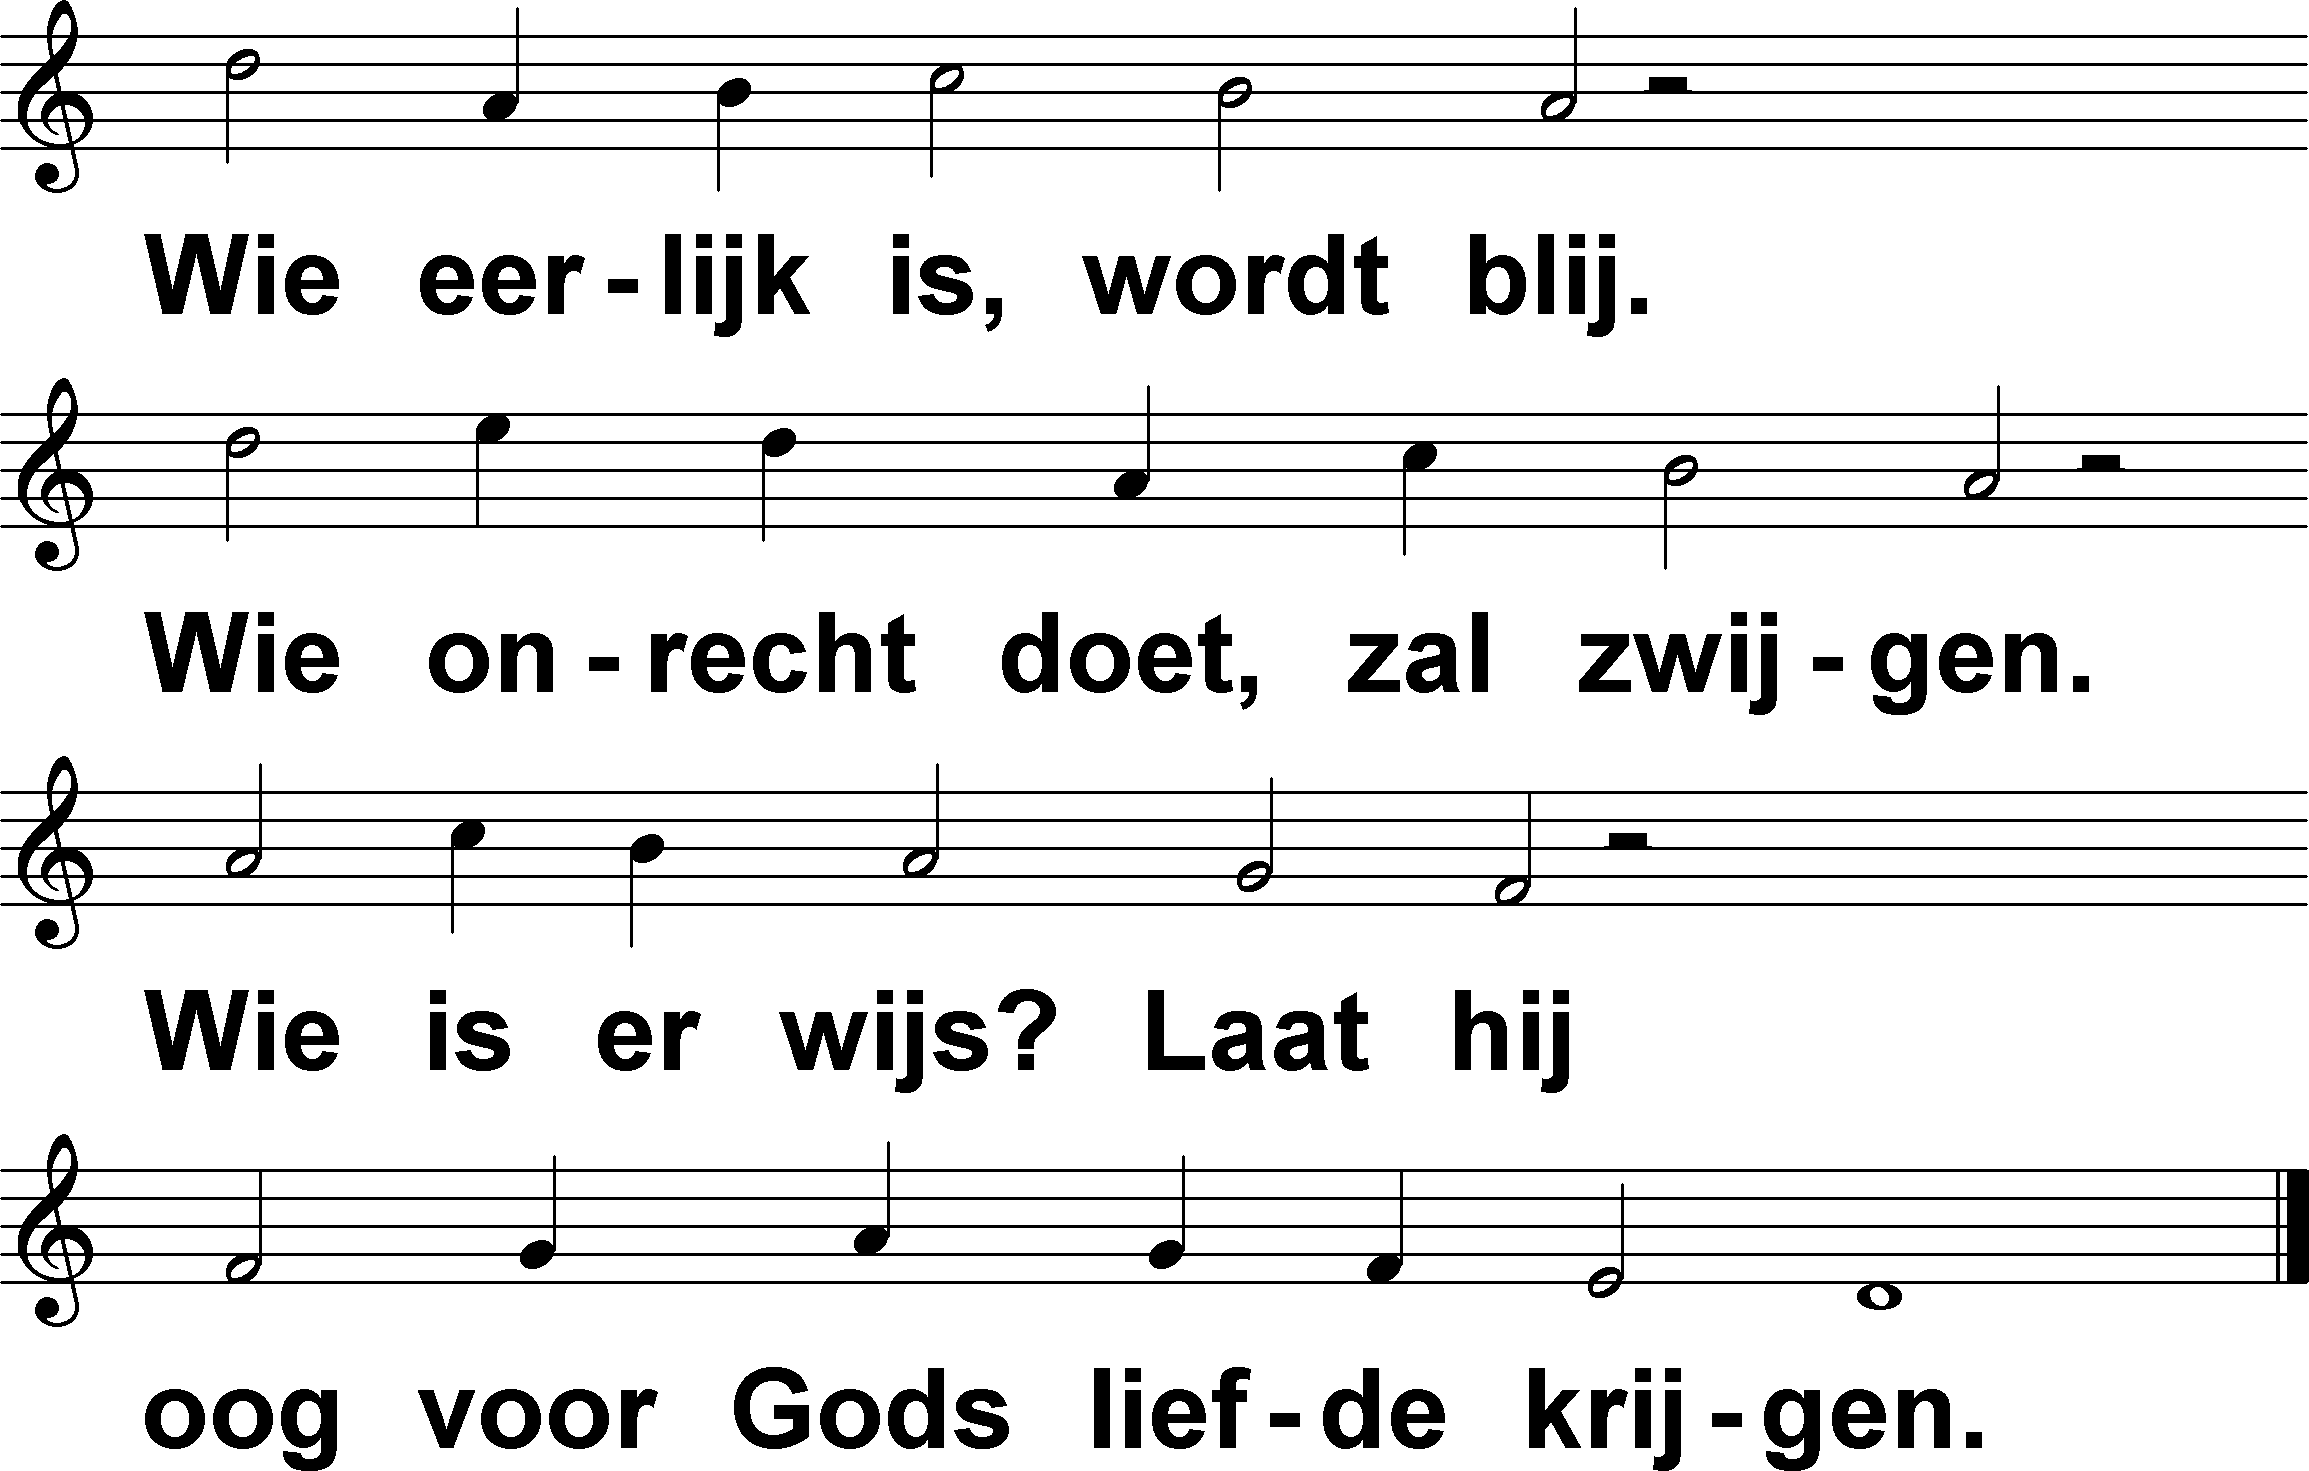 Wie eer-lijk is, wordt blij.
Wie on-recht doet, zal zwij-gen.
Wie is er wijs? Laat hij
oog voor Gods lief-de krij-gen.